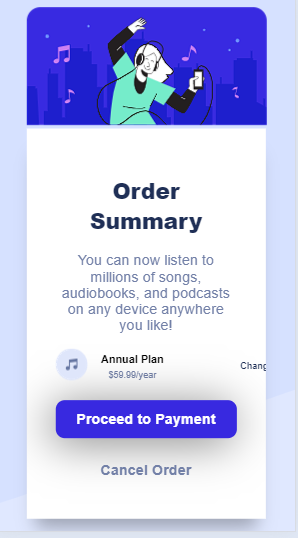 Order
Summary
You can now listen to
millions of songs,
audiobooks, and podcasts
on any device anywhere
you like!
Annual Plan
$59.99/year
Chang
Proceed to Payment
Cancel Order